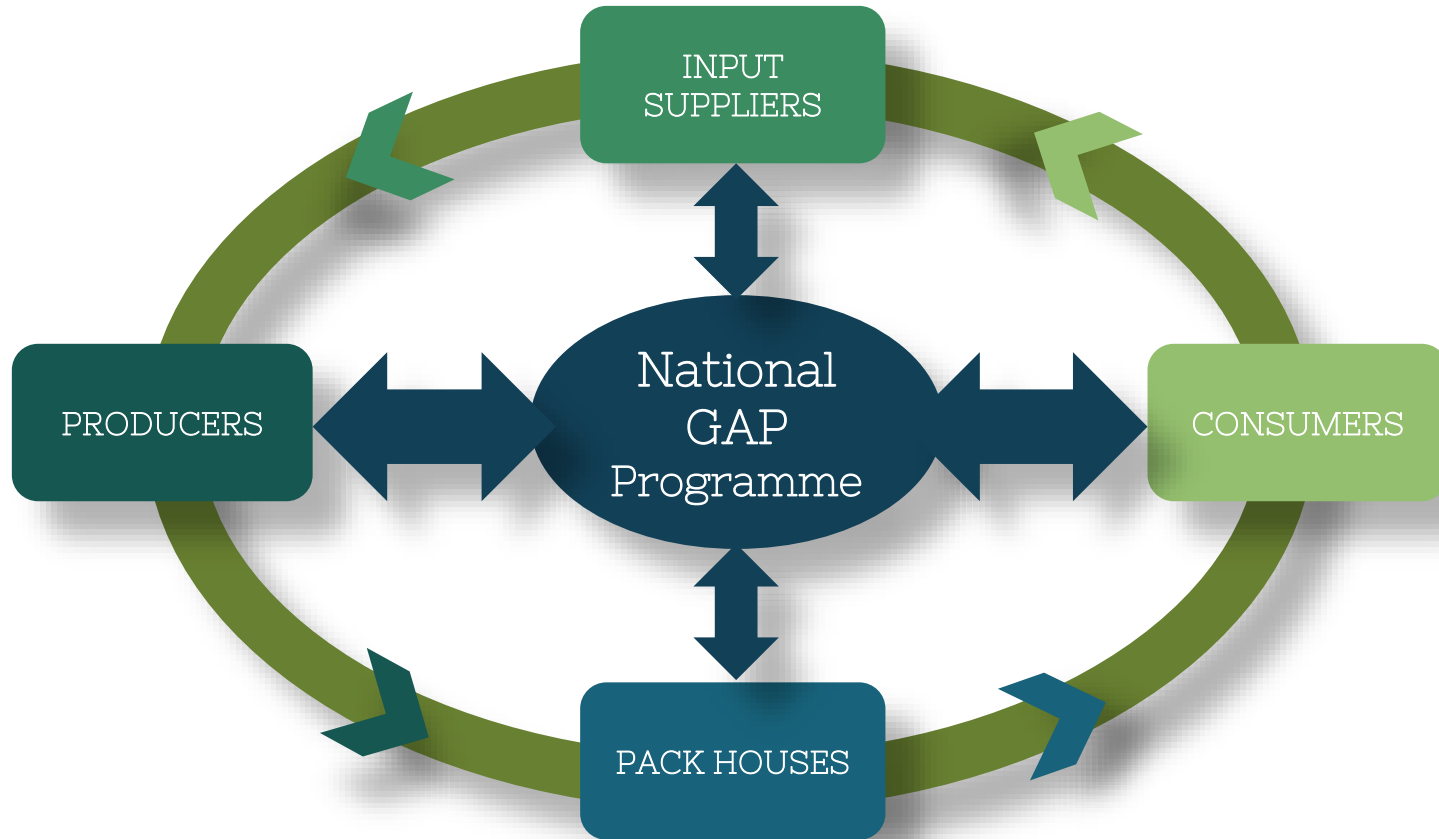 INPUT
SUPPLIERS
PRODUCERS
National
GAP
Programme
CONSUMERS
PACK HOUSES